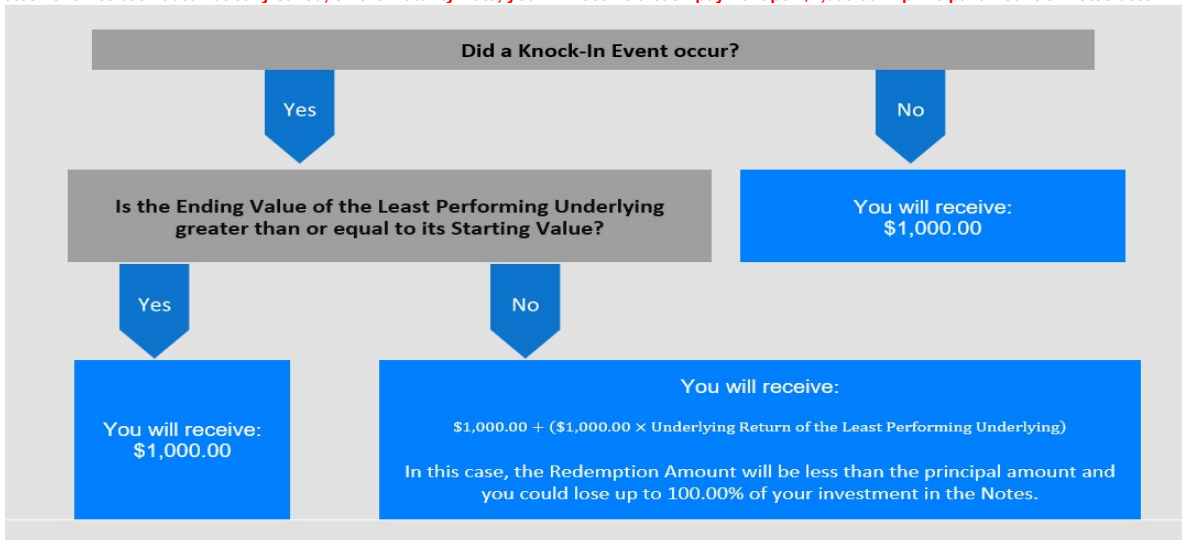 Did a Knock-In Event occur?
Yes
No
Is the Ending Value of the Least Performing Underlying
greater than or equal to its Starting Value?
You will receive:
$1,000.00
Yes
No
You will receive:
$1,000.00
You will receive:
$1,000.00 + ($1,000.00 × Underlying Return of the Least Performing Underlying)
In this case, the Redemption Amount will be less than the principal amount and
you could lose up to 100.00% of your investment in the Notes.